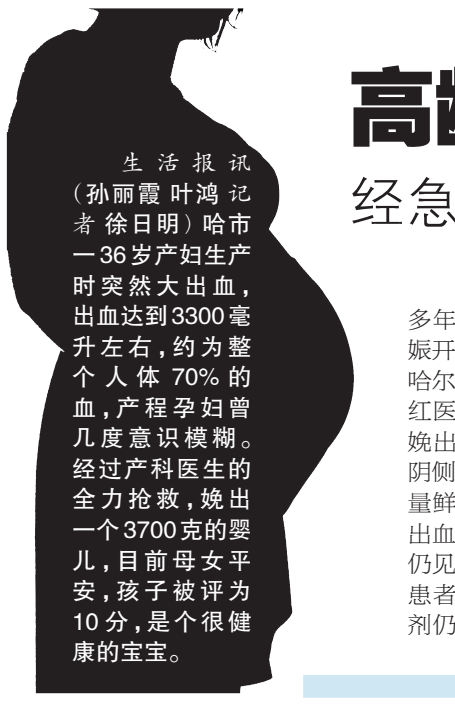 高
经急
生活报讯
（孙丽霞 叶鸿 记
者 徐日明）哈市
一36岁产妇生产
时突然大出血，
出血达到3300毫
升左右，约为整
个人体70%的
血，产程孕妇曾
几度意识模糊。
经过产科医生的
全力抢救，娩出
一个3700克的婴
儿，目前母女平
安，孩子被评为
10分，是个很健
康的宝宝。
多年
娠开
哈尔
红医
娩出
阴侧
量鲜
出血
仍见
患者
剂仍